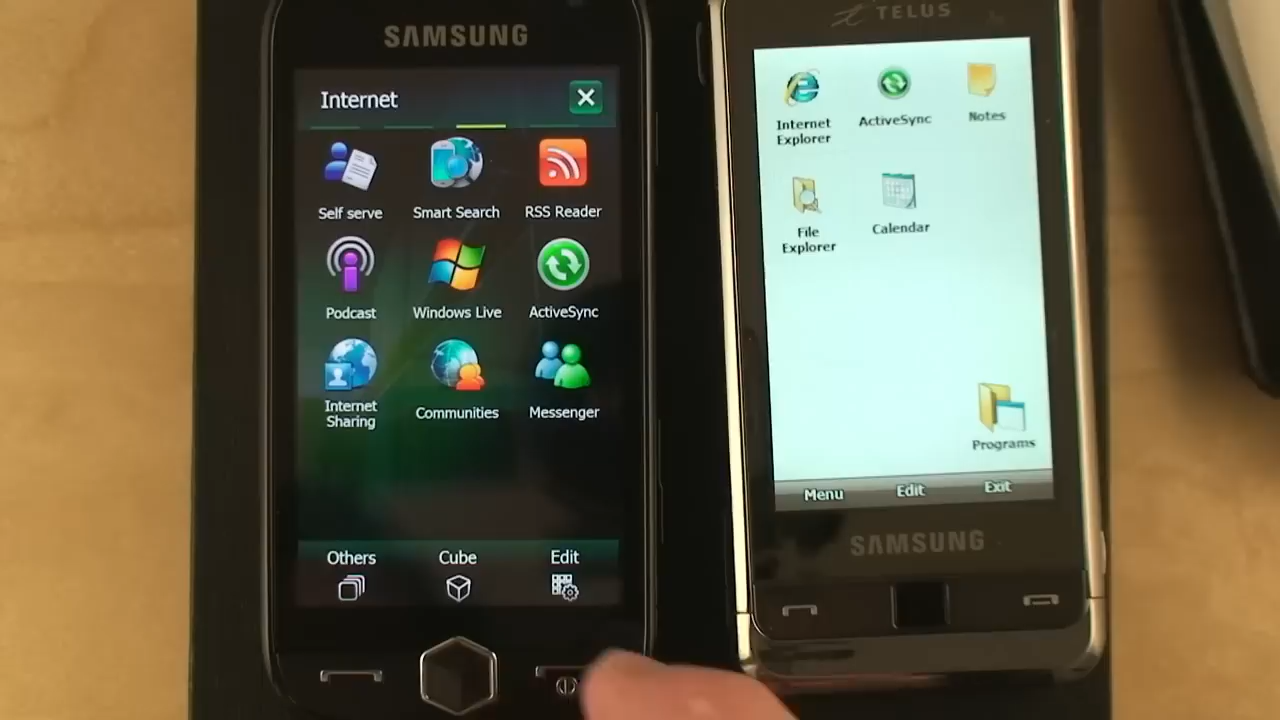 SAMSUNG
Internet
Self serve
Smart Search
RSS Reader
Podcast
Windows Live
ActiveSync
Internet
Sharing
Communities
Messenger
Others
Cube
Edit
TELUS
Internet
Explorer
ActiveSync
Notes
File
Explorer
Calendar
Programs
Menu
Edit
Exit
SAMSUNG